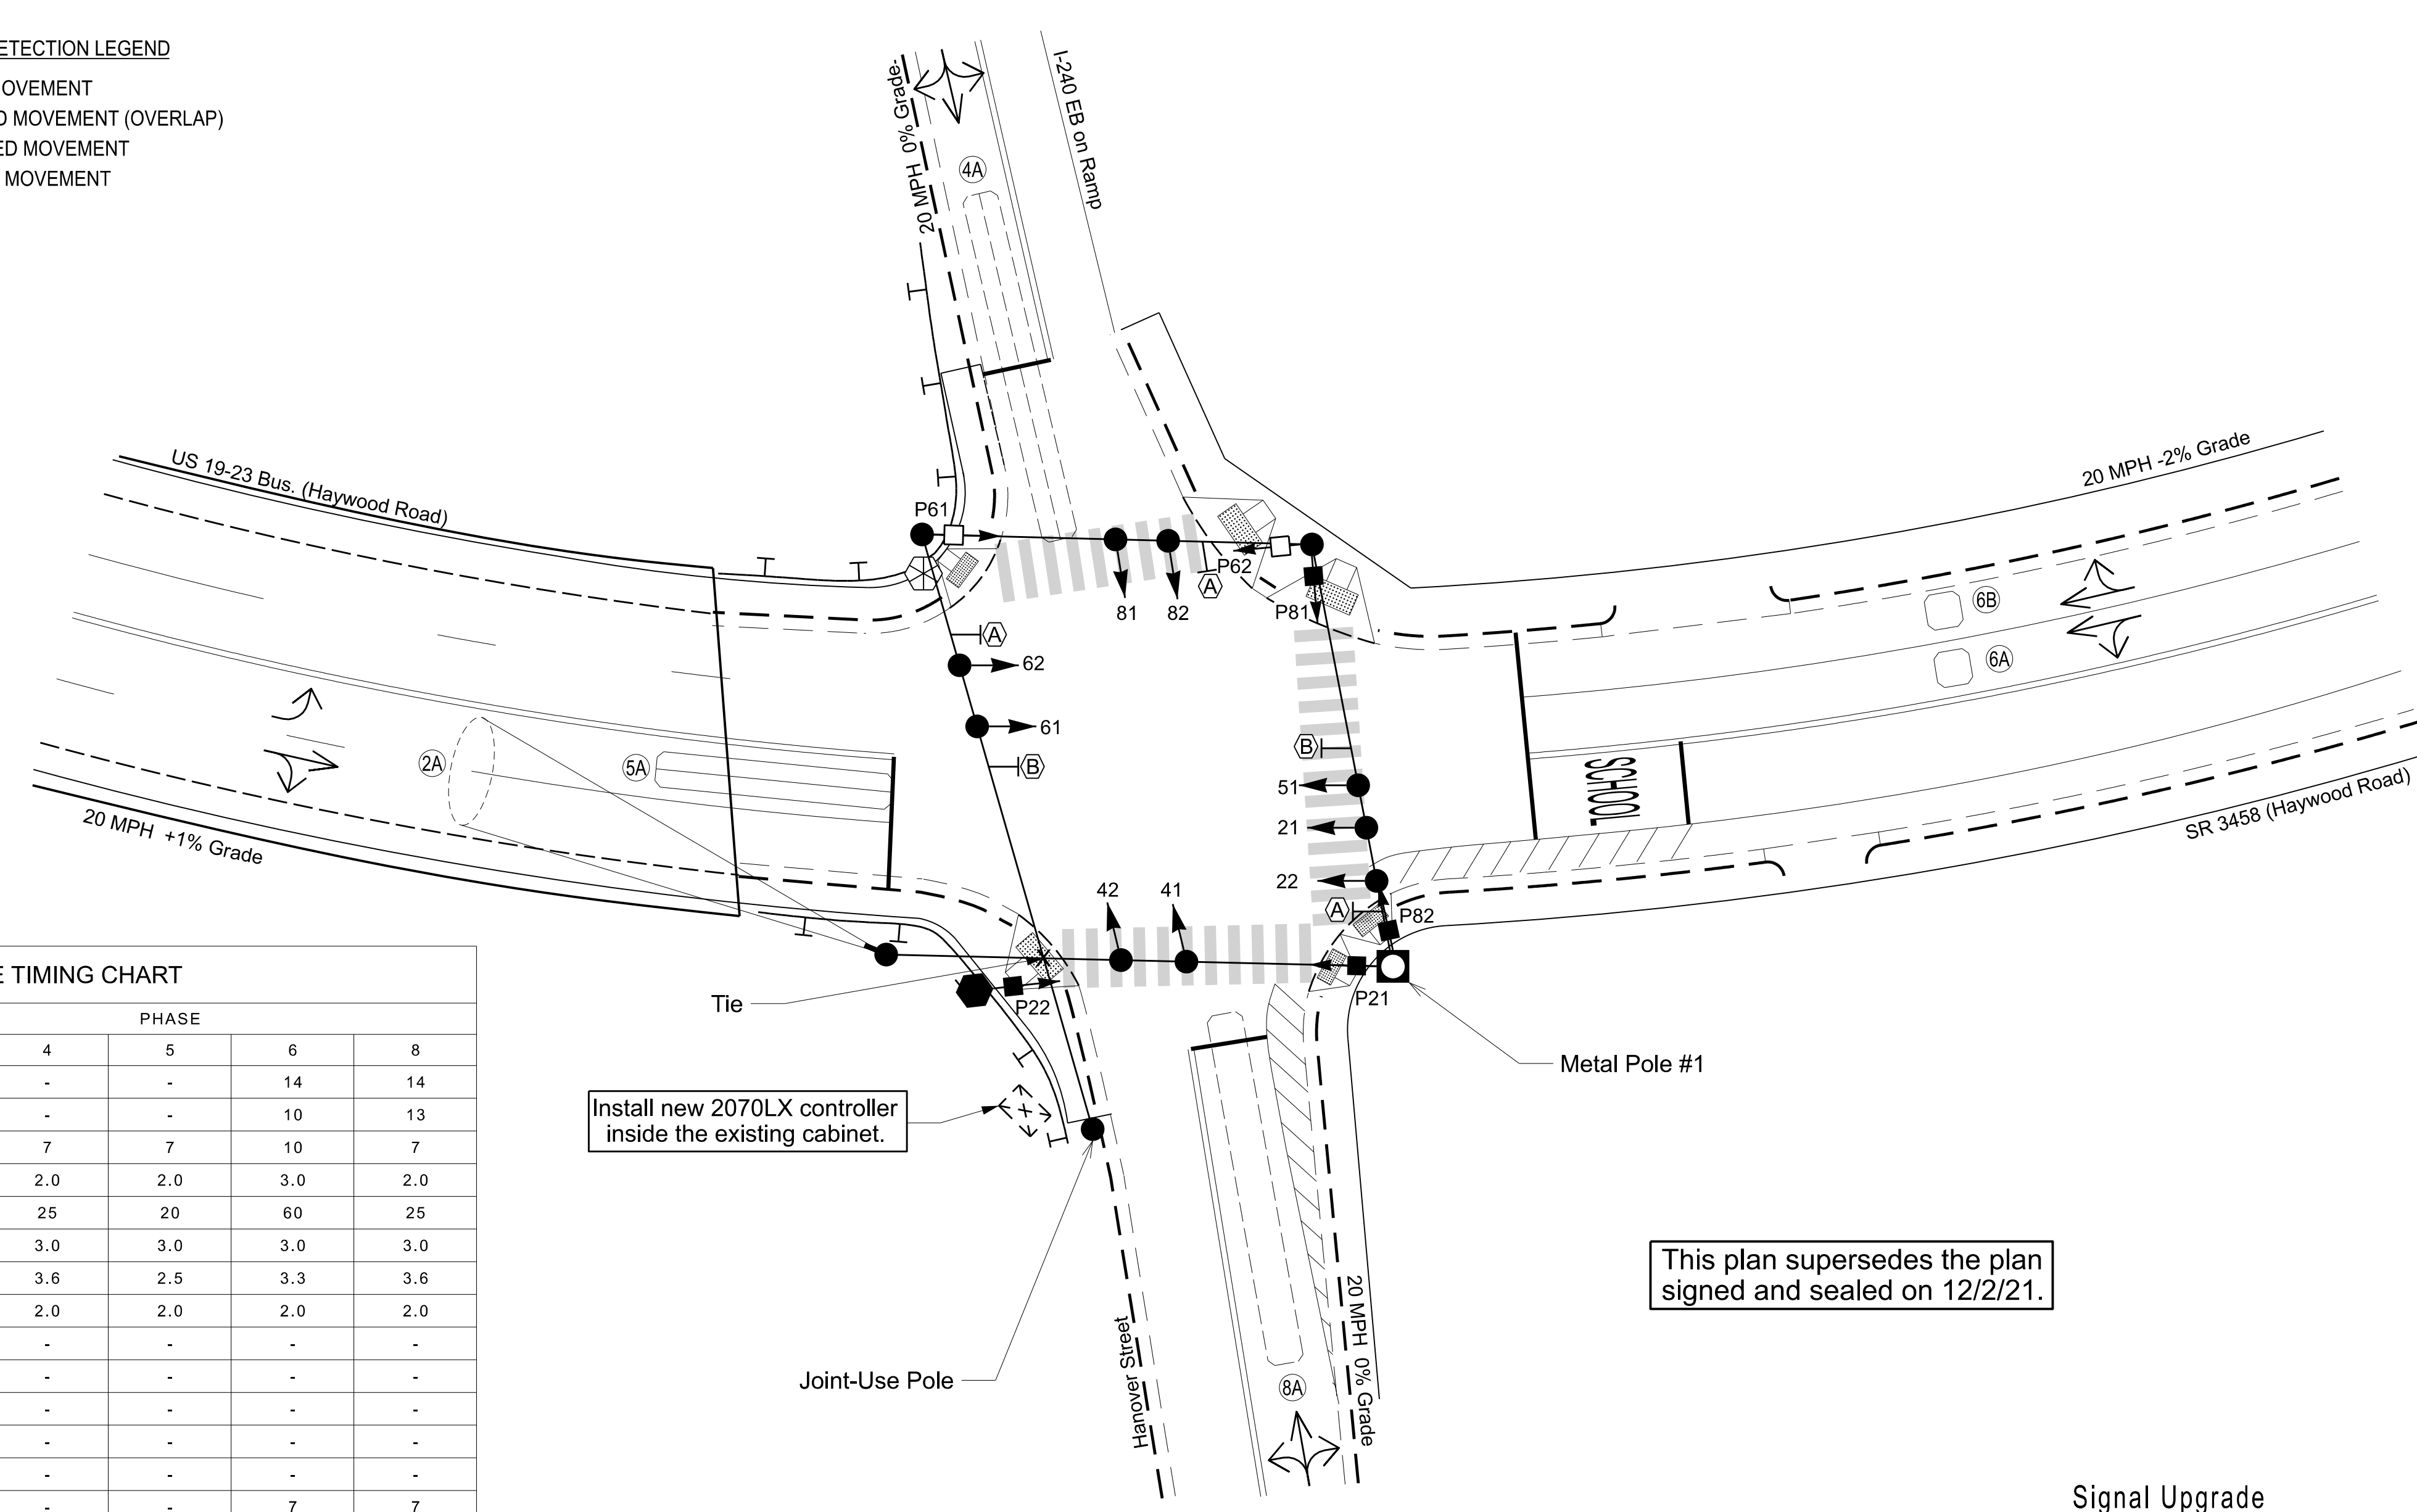 ETECTION LEGEND
OVEMENT
D MOVEMENT (OVERLAP)
ED MOVEMENT
MOVEMENT
20 MPH 0% Grade
I-240 EB on Ramp
4A
US 19-23 Bus. (Haywood Road)
20 MPH -2% Grade
P61
P62
A
81
82
P81
6B
6A
A
62
61
B
B
51
21
22
SCHOOL
2A
5A
20 MPH +1% Grade
SR 3458 (Haywood Road)
42
41
A
P82
Tie
P22
P21
Metal Pole #1
Install new 2070LX controller
inside the existing cabinet.
Joint-Use Pole
Hanover Street
8A
20 MPH 0% Grade
This plan supersedes the plan
signed and sealed on 12/2/21.
E TIMING CHART
PHASE
4 5 6 8
- - 14 14
- - 10 13
7 7 10 7
2.0 2.0 3.0 2.0
25 20 60 25
3.0 3.0 3.0 3.0
3.6 2.5 3.3 3.6
2.0 2.0 2.0 2.0
- - - -
- - - -
- - - -
- - - -
- - - -
- - 7 7
Signal Upgrade